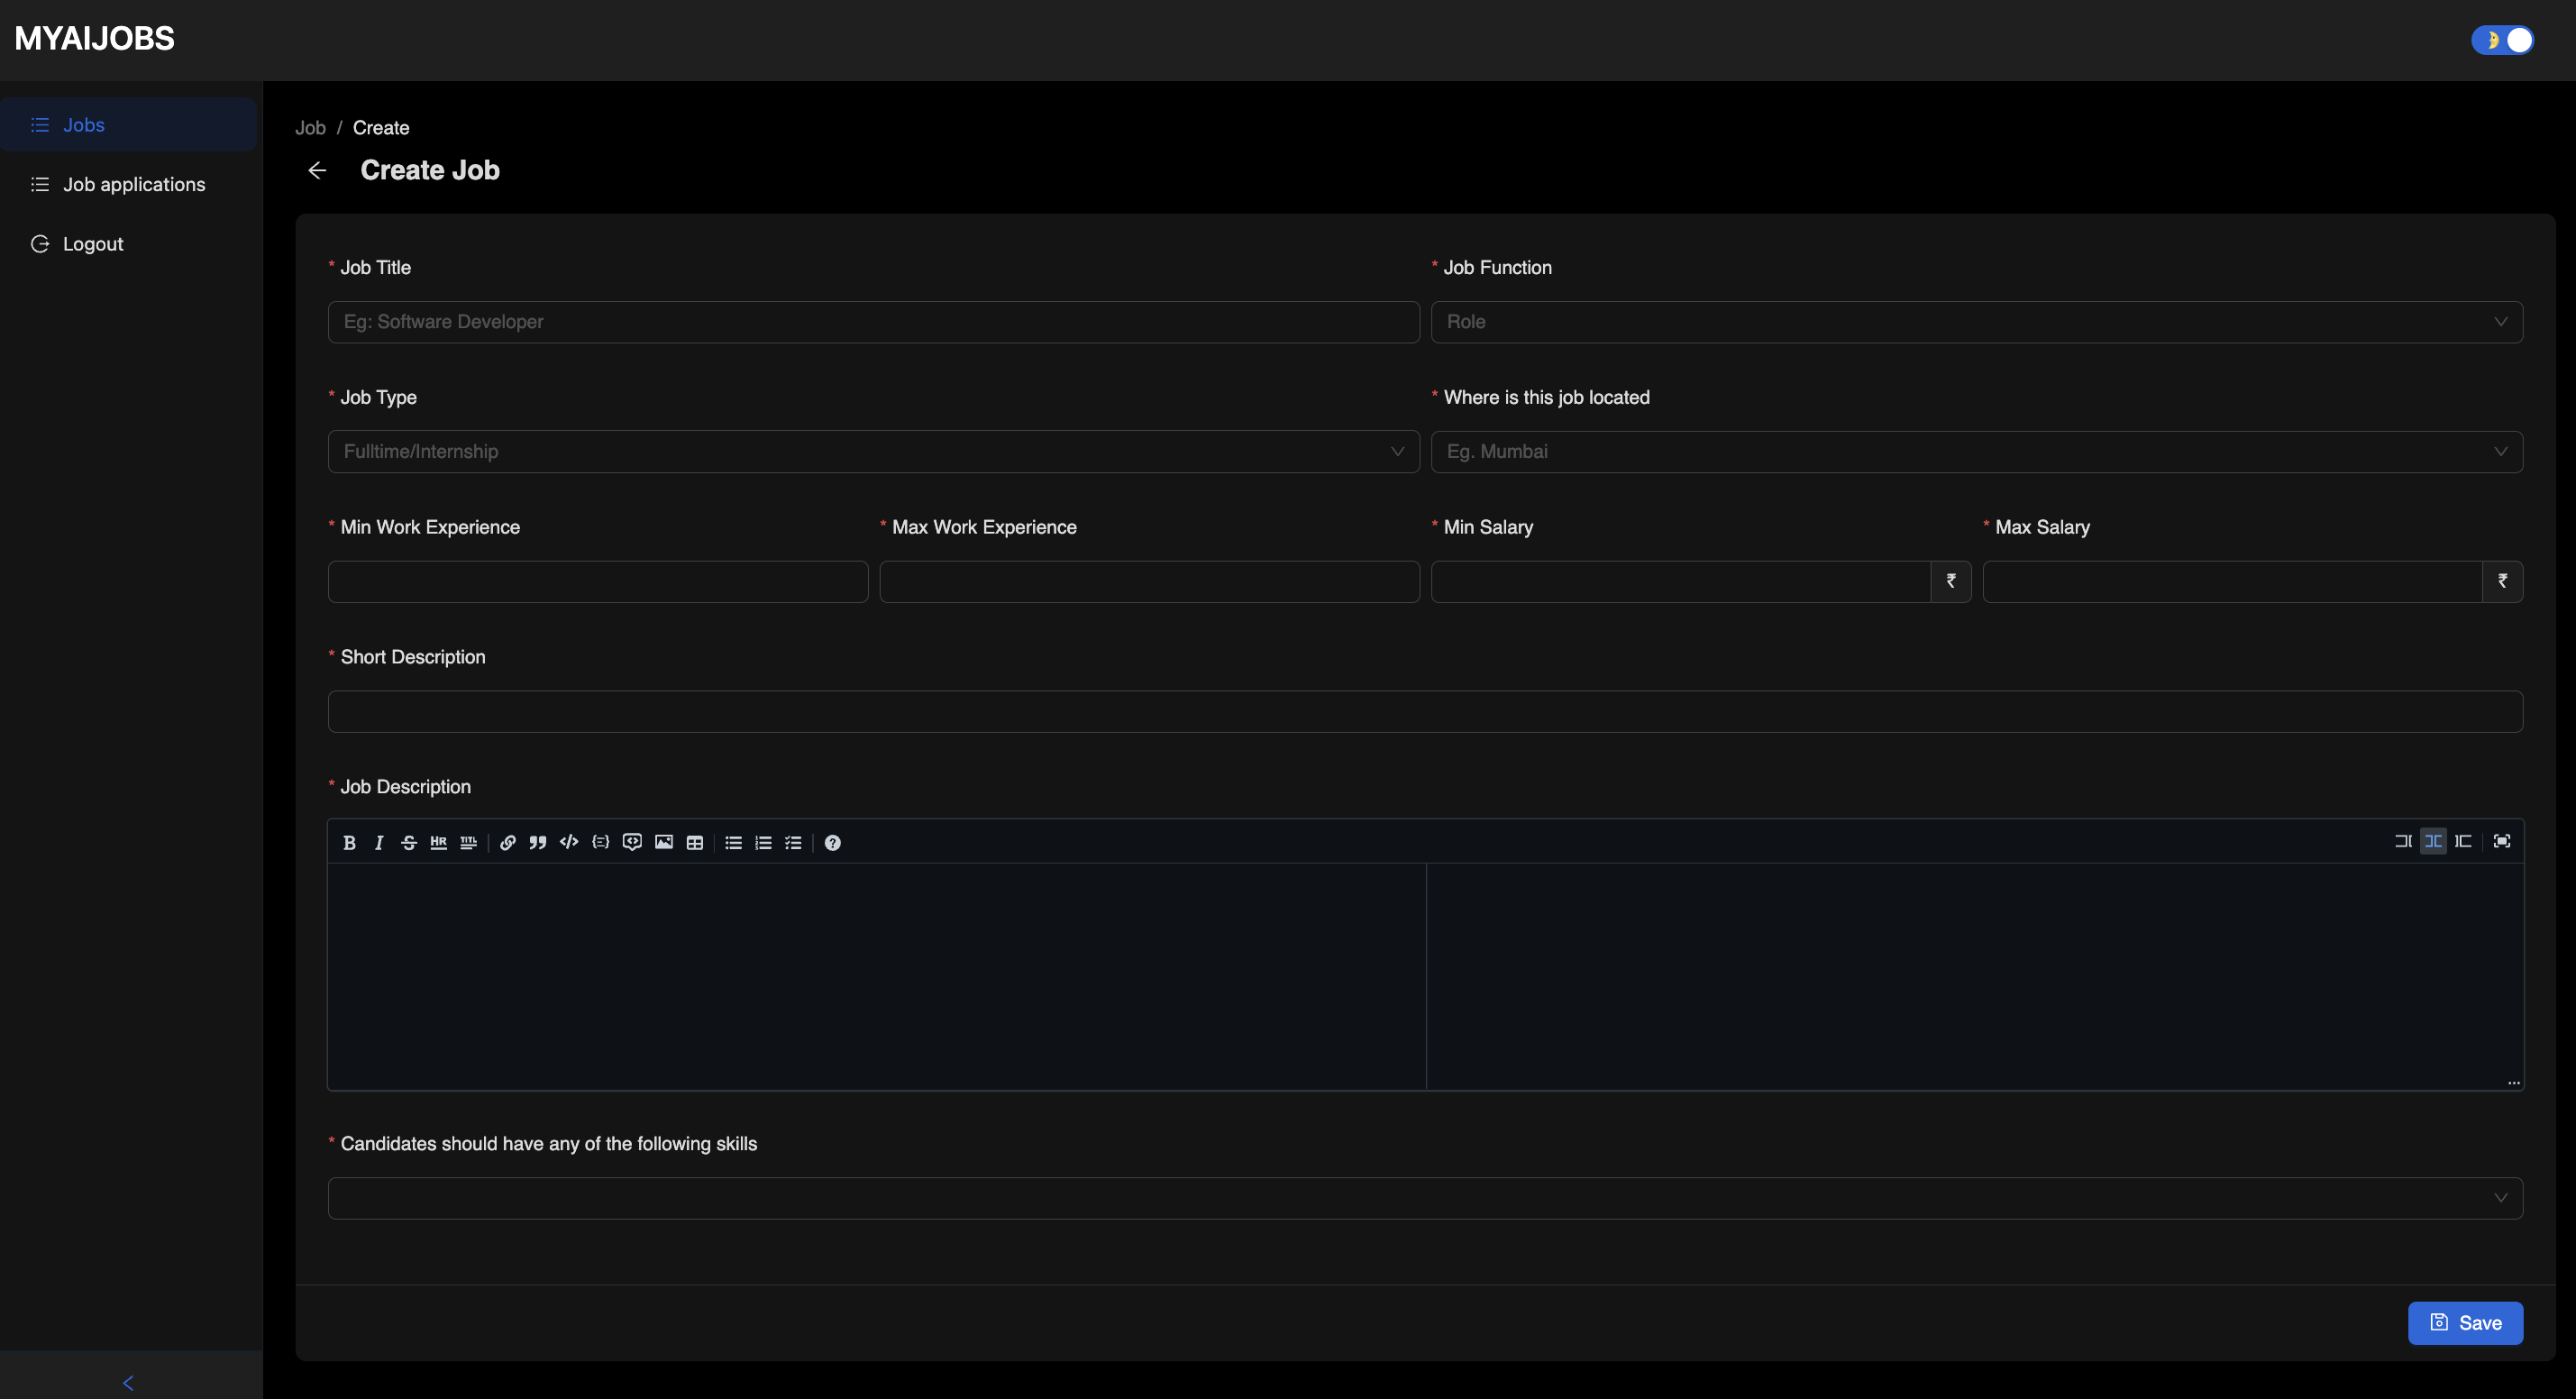 MYAIJOBS
Jobs
Job applications
Logout
Job / Create
Create Job
* Job Title
* Job Function
Eg: Software Developer
Role
* Job Type
* Where is this job located
Fulltime/Internship
Eg. Mumbai
* Min Work Experience
* Max Work Experience
* Min Salary
* Max Salary
₹
₹
* Short Description
* Job Description
B I S HR TITL
* Candidates should have any of the following skills
Save